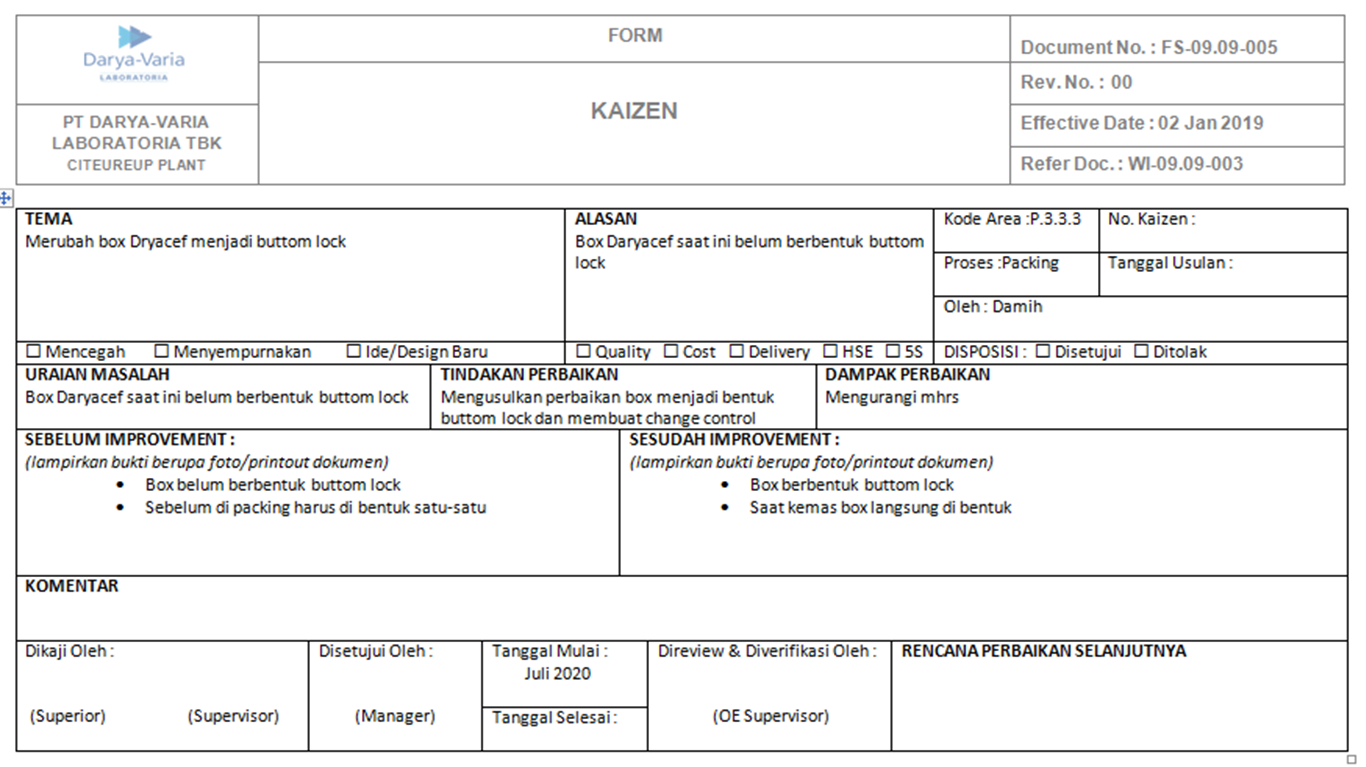 Darya-Varia
LABORATORIA
PT DARYA-VARIA
LABORATORIA TBK
CITEUREUP PLANT
FORM
KAIZEN
Document No. : FS-09.09-005
Rev. No. : 00
Effective Date : 02 Jan 2019
Refer Doc. : WI-09.09-003
TEMA
Merubah box Dryacef menjadi buttom lock
ALASAN
Box Daryacef saat ini belum berbentuk buttom
lock
Kode Area :P.3.3.3
No. Kaizen :
Proses :Packing
Tanggal Usulan :
Oleh : Damih
☐ Mencegah ☐ Menyempurnakan ☐ Ide/Design Baru
☐ Quality ☐ Cost ☐ Delivery ☐ HSE ☐ 5S
DISPOSISI : ☐ Disetujui ☐ Ditolak
URAIAN MASALAH
Box Daryacef saat ini belum berbentuk buttom lock
TINDAKAN PERBAIKAN
Mengusulkan perbaikan box menjadi bentuk
buttom lock dan membuat change control
DAMPAK PERBAIKAN
Mengurangi mhrs
SEBELUM IMPROVEMENT :
(lampirkan bukti berupa foto/printout dokumen)
• Box belum berbentuk buttom lock
• Sebelum di packing harus di bentuk satu-satu
SESUDAH IMPROVEMENT :
(lampirkan bukti berupa foto/printout dokumen)
• Box berbentuk buttom lock
• Saat kemas box langsung di bentuk
KOMENTAR
Dikaji Oleh :
(Superior) (Supervisor)
Disetujui Oleh :
(Manager)
Tanggal Mulai :
Juli 2020
Tanggal Selesai :
Direview & Diverifikasi Oleh :
(OE Supervisor)
RENCANA PERBAIKAN SELANJUTNYA